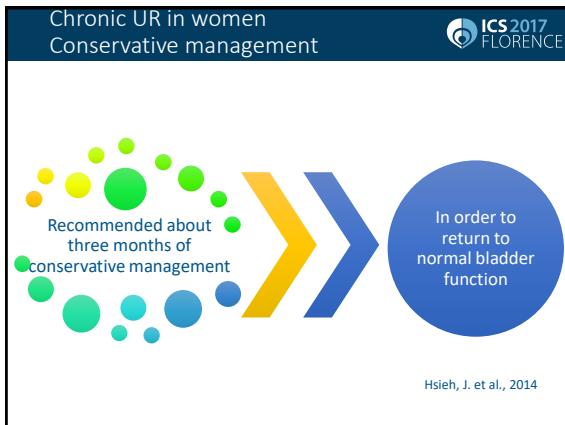 Chronic UR in women
Conservative management
ICS 2017
FLORENCE
Recommended about
three months of
conservative management
In order to
return to
normal bladder
function
Hsieh, J. et al., 2014